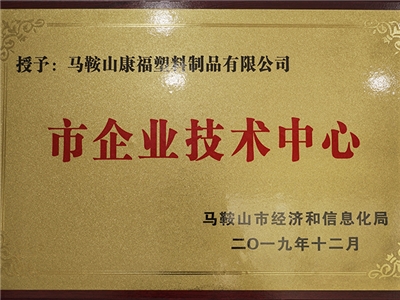 授予：马鞍山康福塑料制品有限公司
市企业技术中心
马鞍山市经济和信息化局
二〇一九年十二月